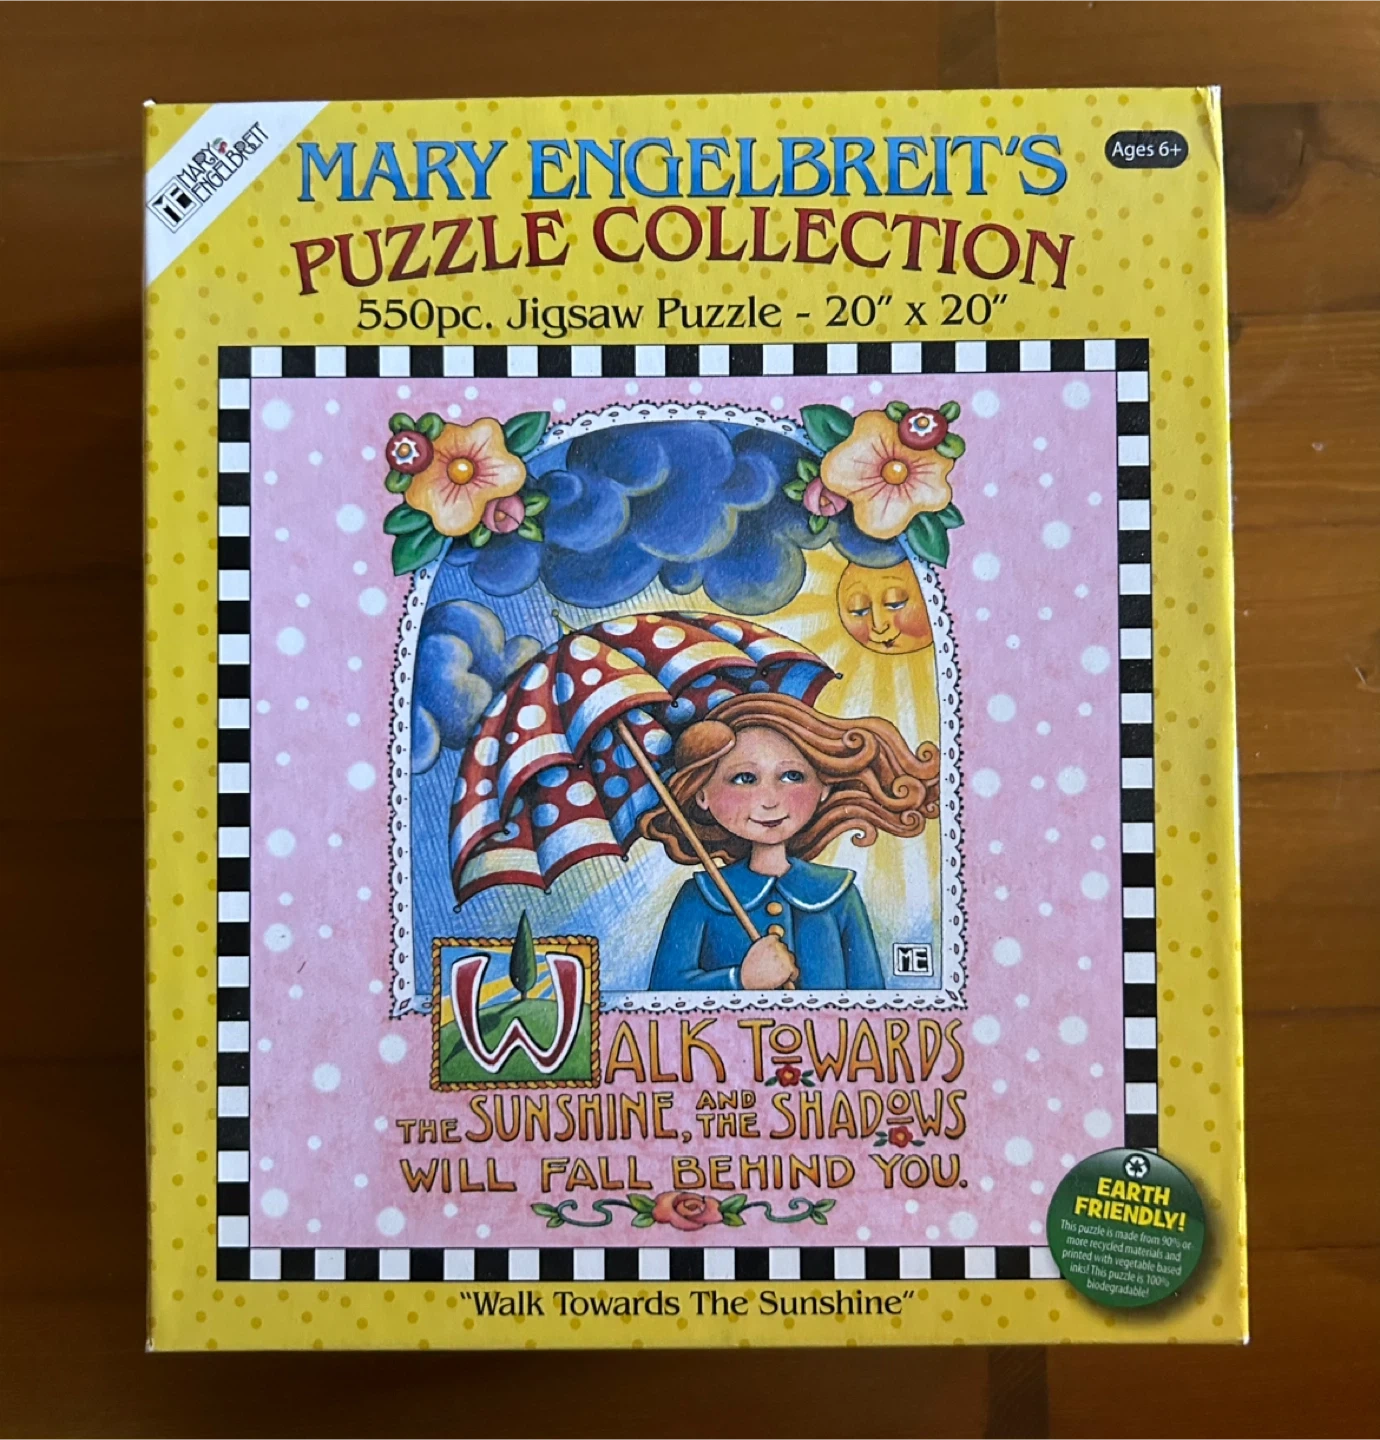 ME MARY
ENGELBREIT
MARY ENGELBREIT'S
Ages 6+
PUZZLE COLLECTION
550pc. Jigsaw Puzzle - 20" x 20"
ME
WALK TOWARDS
THE SUNSHINE, AND THE SHADOWS
WILL FALL BEHIND YOU.
EARTH
FRIENDLY!
This puzzle is made from 90% or
more recycled materials and
printed with vegetable based
inks! This puzzle is 100%
biodegradable!
"Walk Towards The Sunshine"